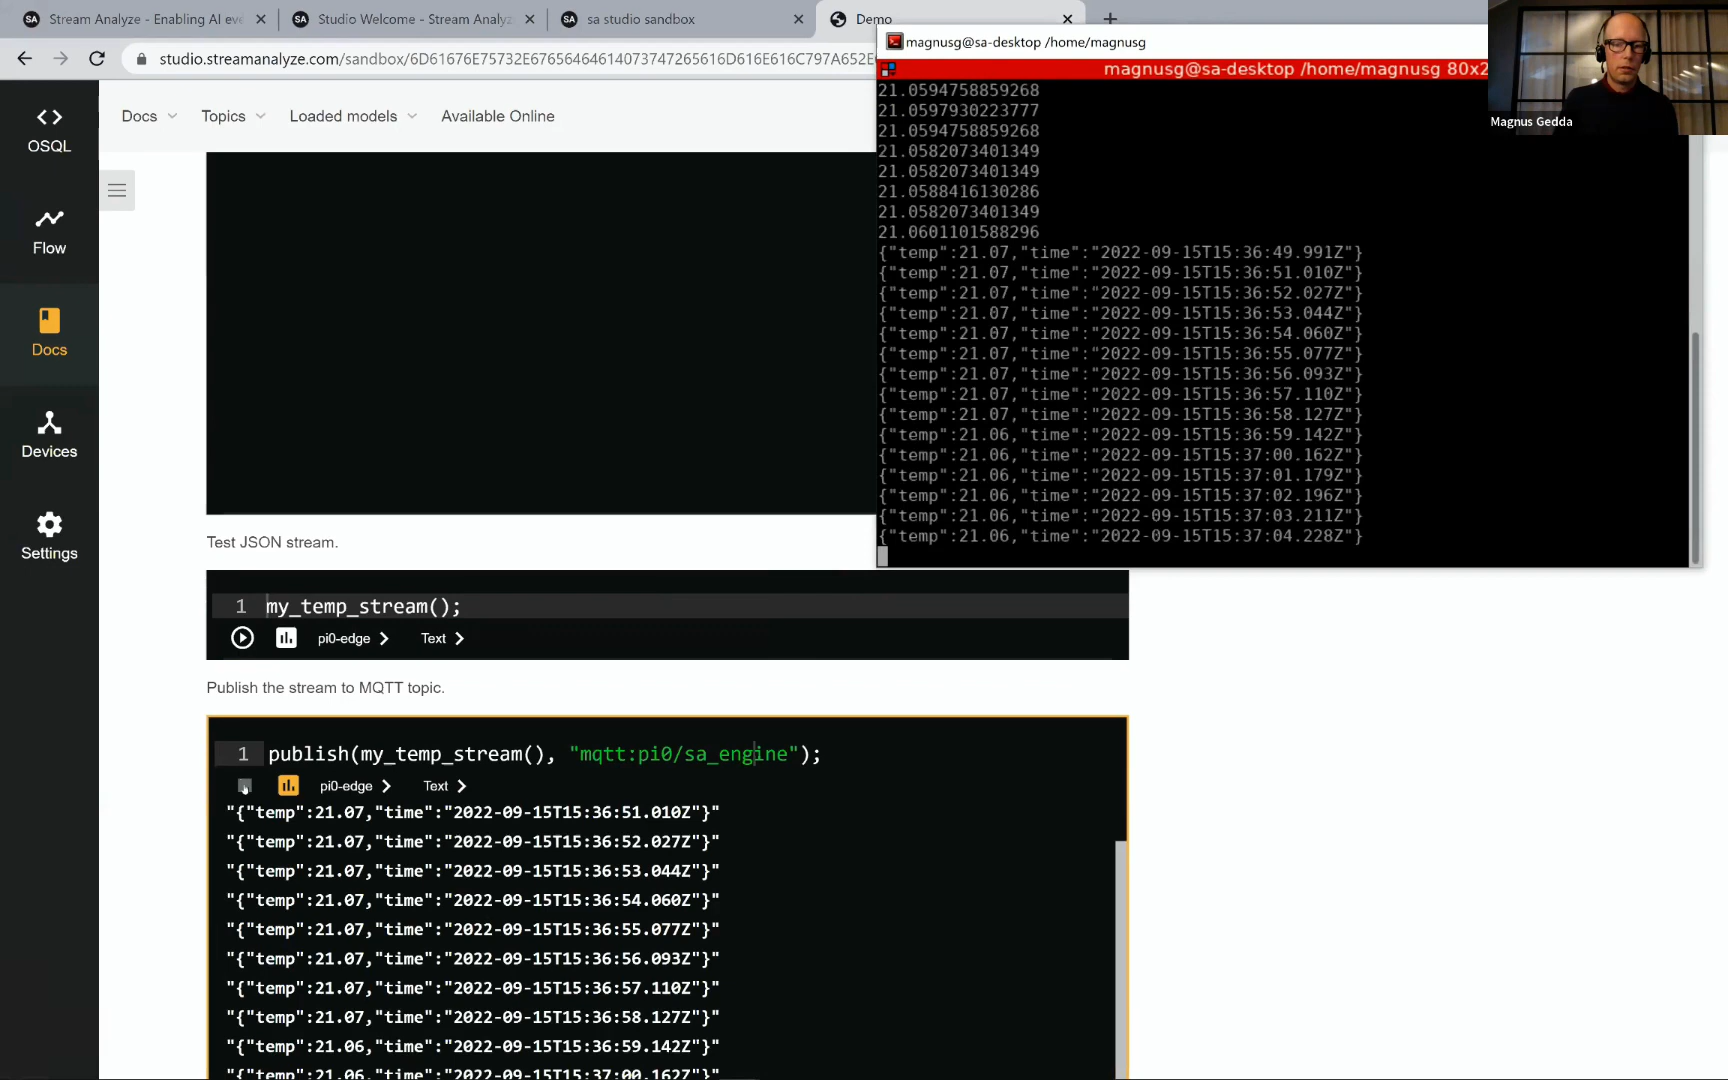 Stream Analyze - Enabling AI eve
Studio Welcome - Stream Analyz
sa studio sandbox
Demo
studio.streamanalyze.com/sandbox/
magnusg@sa-desktop /home/magnusg
magnusg@sa-desktop /home/magnusg 80x2
Magnus Gedda
OSQL
Flow
Docs
Devices
Settings
Docs
Topics
Loaded models
Available Online
21.0594758859268
21.0597930223777
21.0594758859268
21.0582073401349
21.0582073401349
21.0588416130286
21.0582073401349
21.0601101588296
{"temp":21.07,"time":"2022-09-15T15:36:49.991Z"}
{"temp":21.07,"time":"2022-09-15T15:36:51.010Z"}
{"temp":21.07,"time":"2022-09-15T15:36:52.027Z"}
{"temp":21.07,"time":"2022-09-15T15:36:53.044Z"}
{"temp":21.07,"time":"2022-09-15T15:36:54.060Z"}
{"temp":21.07,"time":"2022-09-15T15:36:55.077Z"}
{"temp":21.07,"time":"2022-09-15T15:36:56.093Z"}
{"temp":21.07,"time":"2022-09-15T15:36:57.110Z"}
{"temp":21.07,"time":"2022-09-15T15:36:58.127Z"}
{"temp":21.06,"time":"2022-09-15T15:36:59.142Z"}
{"temp":21.06,"time":"2022-09-15T15:37:00.162Z"}
{"temp":21.06,"time":"2022-09-15T15:37:01.179Z"}
{"temp":21.06,"time":"2022-09-15T15:37:02.196Z"}
{"temp":21.06,"time":"2022-09-15T15:37:03.211Z"}
{"temp":21.06,"time":"2022-09-15T15:37:04.228Z"}
Test JSON stream.
1 my_temp_stream();
pi0-edge Text
Publish the stream to MQTT topic.
1 publish(my_temp_stream(), "mqtt:pi0/sa_engine");
pi0-edge Text
"{"temp":21.07,"time":"2022-09-15T15:36:51.010Z"}"
"{"temp":21.07,"time":"2022-09-15T15:36:52.027Z"}"
"{"temp":21.07,"time":"2022-09-15T15:36:53.044Z"}"
"{"temp":21.07,"time":"2022-09-15T15:36:54.060Z"}"
"{"temp":21.07,"time":"2022-09-15T15:36:55.077Z"}"
"{"temp":21.07,"time":"2022-09-15T15:36:56.093Z"}"
"{"temp":21.07,"time":"2022-09-15T15:36:57.110Z"}"
"{"temp":21.07,"time":"2022-09-15T15:36:58.127Z"}"
"{"temp":21.06,"time":"2022-09-15T15:36:59.142Z"}"
"{"temp":21.06,"time":"2022-09-15T15:37:00.162Z"}"